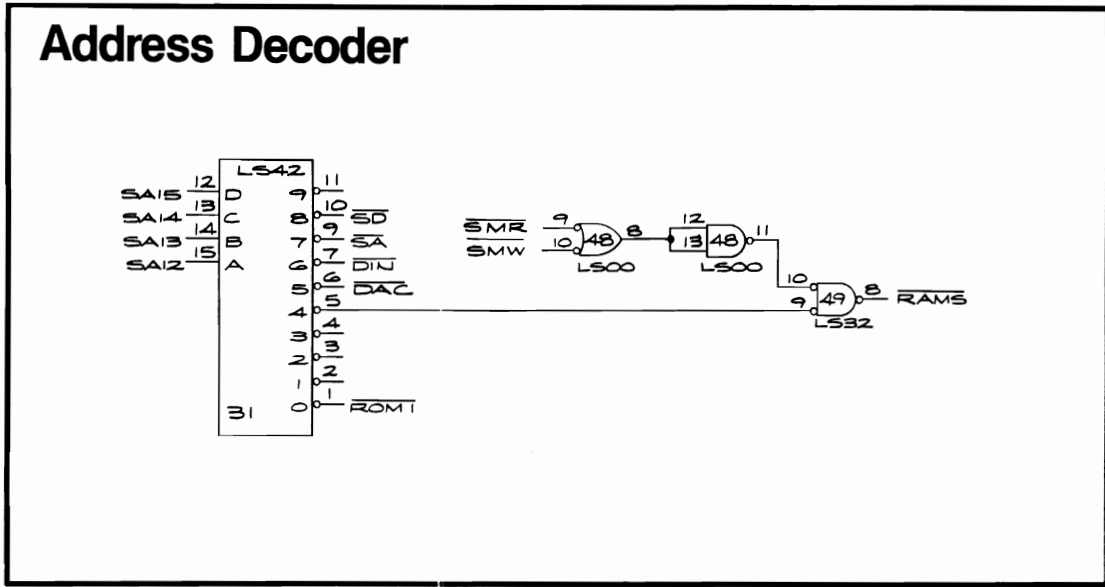 Address Decoder
LS42
12 11
SA15 D 9
13 10
SA14 C 8 SD
14 9
SA13 B 7 SA
15 7
SA12 A 6 DIN
6
5 DAC
5
4
4
3
3
2
2
1
1
31 0 ROM1
SMR 9
SMW 10
48
8
LS00
12
13
48
11
LS00
10
9
49
8
RAMS
LS32